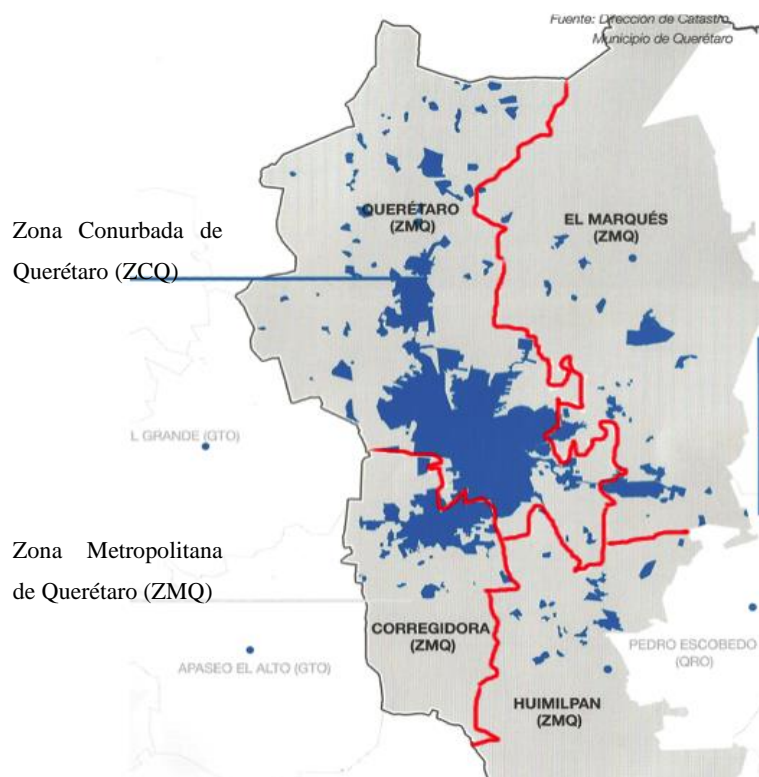 Fuente: Dirección de Catastro
Municipio de Querétaro
QUERÉTARO
(ZMQ)
EL MARQUÉS
(ZMQ)
Zona Conurbada de
Querétaro (ZCQ)
L GRANDE (GTO)
Zona Metropolitana
de Querétaro (ZMQ)
CORREGIDORA
(ZMQ)
PEDRO ESCOBEDO
(QRO)
APASEO EL ALTO (GTO)
HUIMILPAN
(ZMQ)